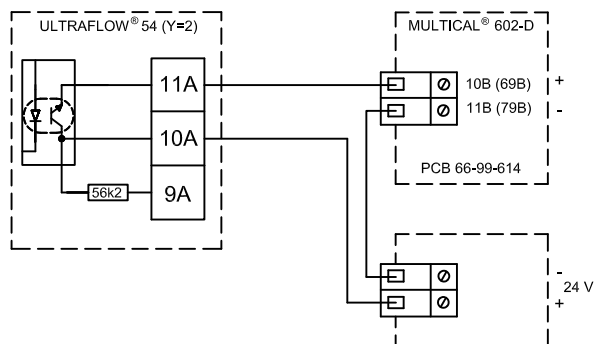 ULTRAFLOW® 54 (Y=2)
MULTICAL® 602-D
11A
10A
9A
56k2
10B (69B)
+
11B (79B)
-
PCB 66-99-614
-
24 V
+